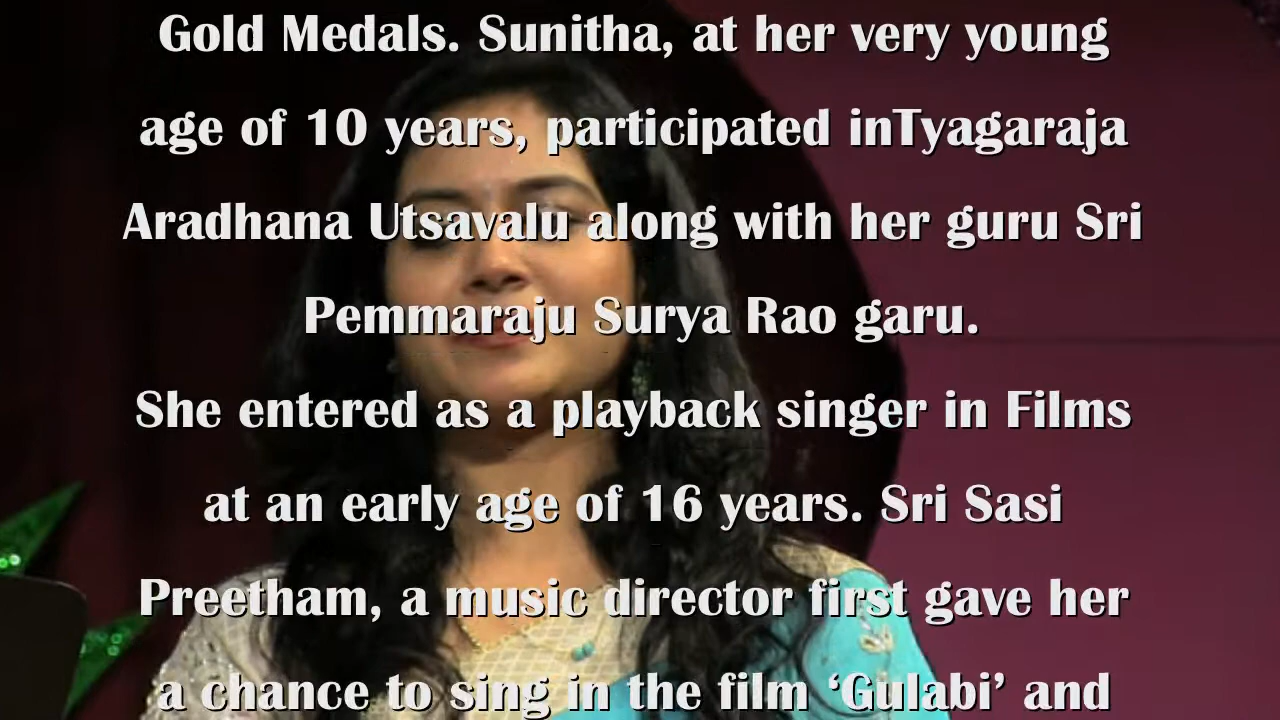 Gold Medals. Sunitha, at her very young
age of 10 years, participated inTyagaraja
Aradhana Utsavalu along with her guru Sri
Pemmaraju Surya Rao garu.
She entered as a playback singer in Films
at an early age of 16 years. Sri Sasi
Preetham, a music director first gave her
a chance to sing in the film ‘Gulabi’ and